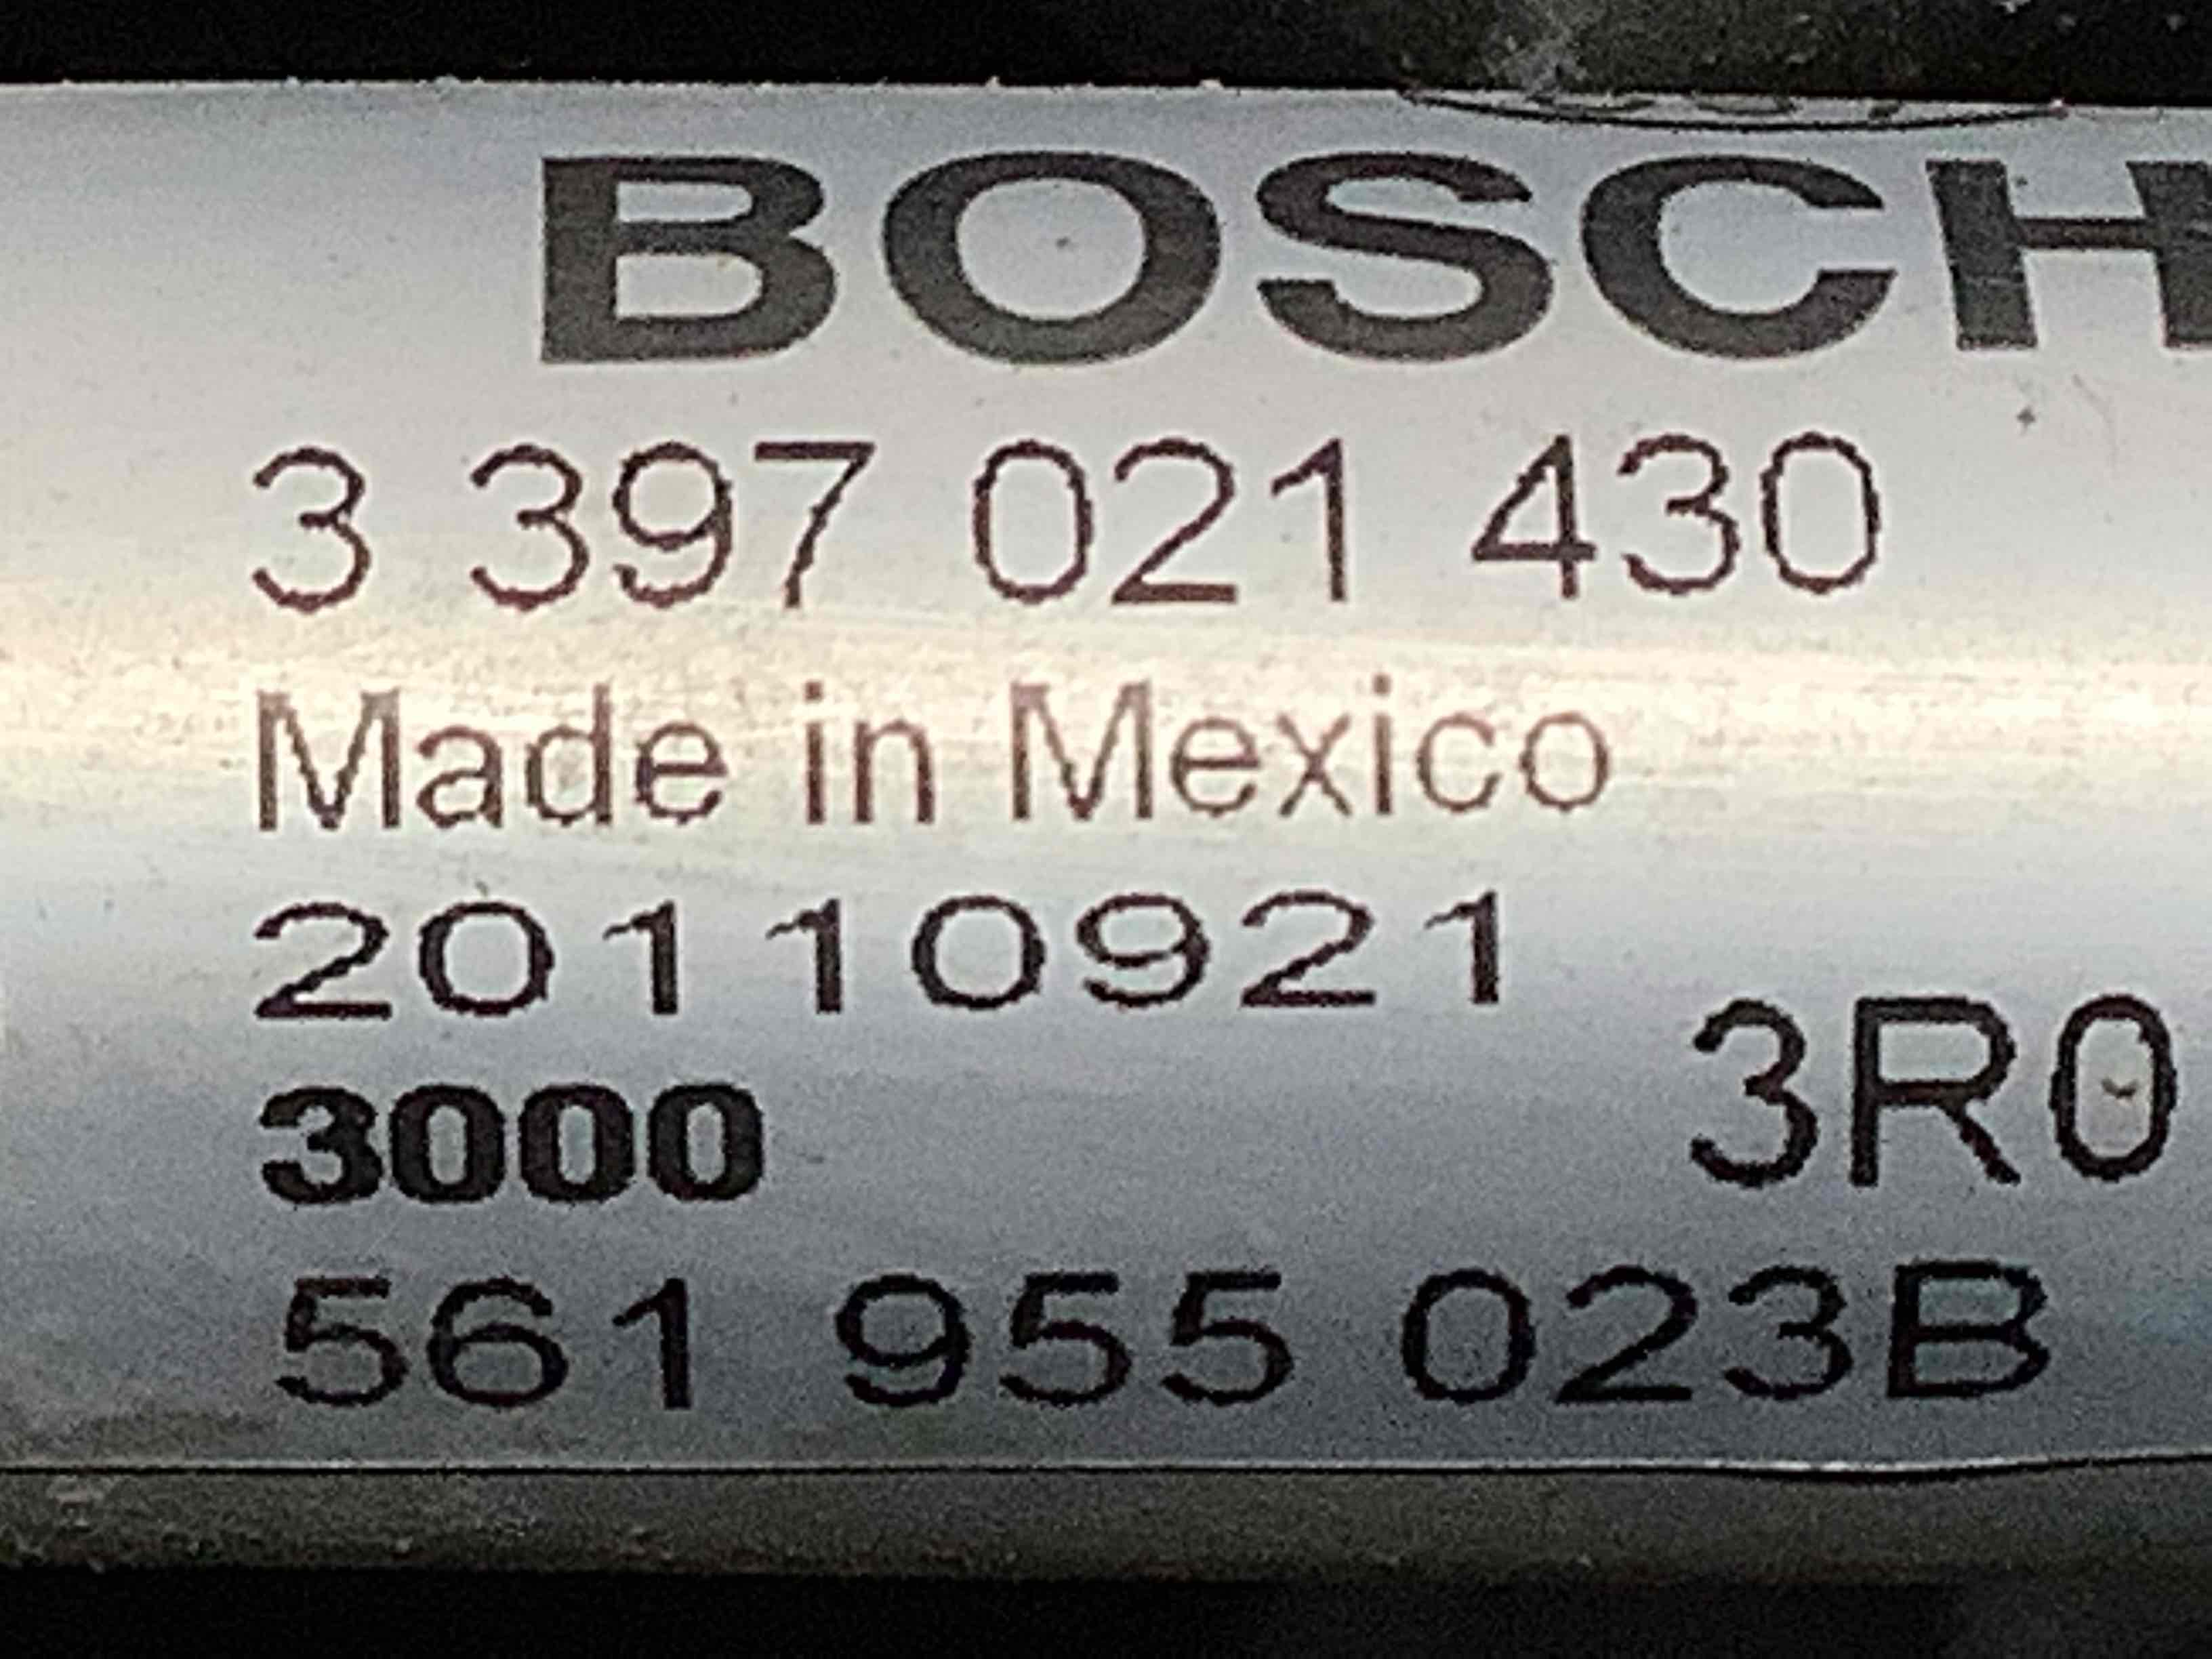 BOSCH
3 397 021 430
Made in Mexico
20110921
3R0
3000
561 955 023B